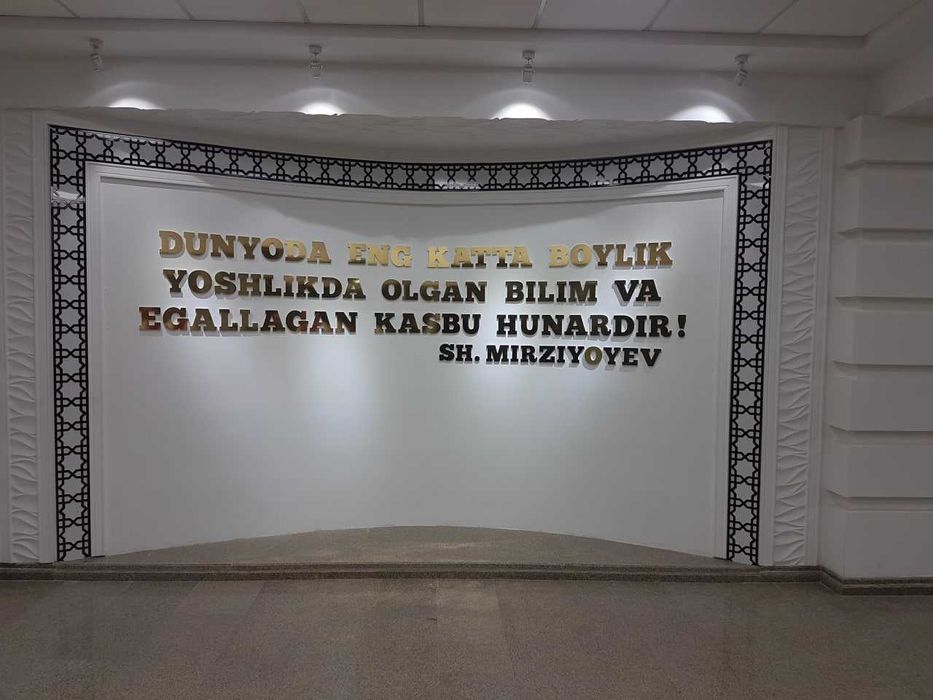 DUNYODA ENG KATTA BOYLIK
YOSHLIKDA OLGAN BILIM VA
EGALLAGAN KASBU HUNARDIR!
SH. MIRZIYOYEV